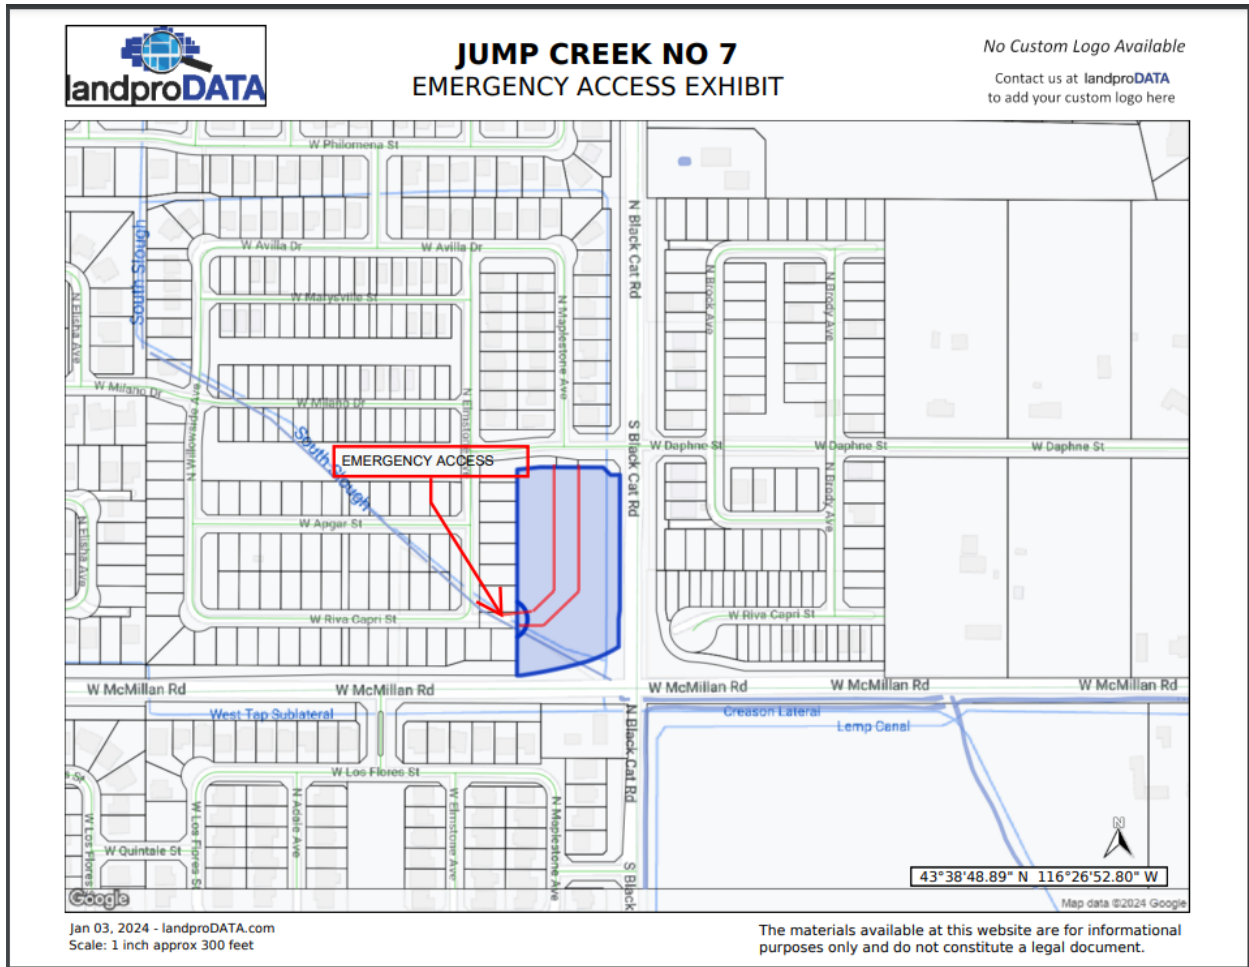 landproDATA
JUMP CREEK NO 7
EMERGENCY ACCESS EXHIBIT
No Custom Logo Available
Contact us at landproDATA
to add your custom logo here
W Philomena St
South Slough
N Black Cat Rd
W Avilla Dr
W Avilla Dr
N Elisha Ave
W Marysville St
N Maplestone Ave
N Brock Ave
N Brody Ave
W Milano Dr
W Milano Dr
N Willowside Ave
N Elmstone Ave
South Slough
EMERGENCY ACCESS
S Black Cat Rd
W Daphne St
W Daphne St
W Daphne St
N Elisha Ave
W Apgar St
N Brody Ave
W Riva Capri St
W Riva Capri St
W McMillan Rd
W McMillan Rd
W McMillan Rd
W McMillan Rd
W McMillan Rd
West Tap Sublateral
Creason Lateral
Lemp Canal
N Black Cat Rd
s St
W Los Flores St
W Los Flores
W Los Flores St
N Adale Ave
W Elmstone Ave
N Maplestone Ave
W Quintale St
S Black
N
43°38'48.89" N 116°26'52.80" W
Google
Map data ©2024 Google
Jan 03, 2024 - landproDATA.com
Scale: 1 inch approx 300 feet
The materials available at this website are for informational
purposes only and do not constitute a legal document.